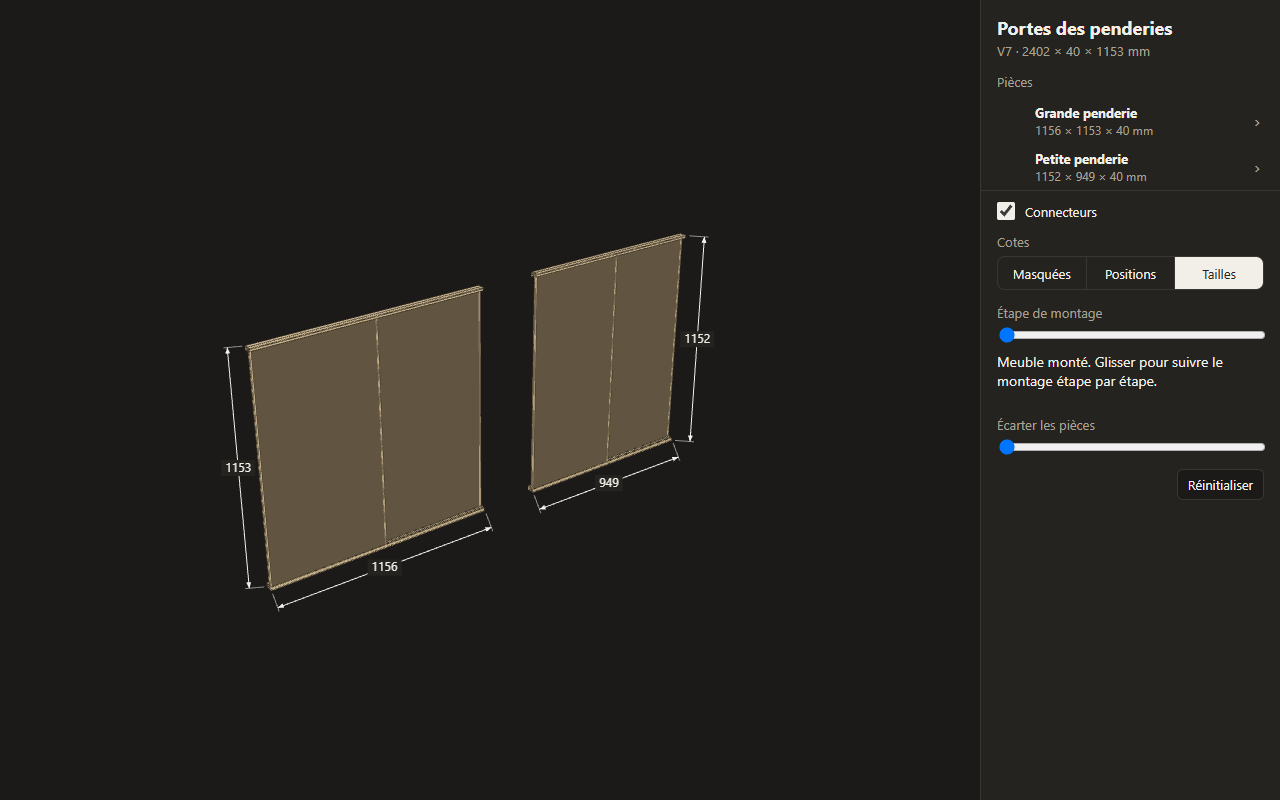 Portes des penderies
V7 · 2402 × 40 × 1153 mm
Pièces
Grande penderie
1156 × 1153 × 40 mm
Petite penderie
1152 × 949 × 40 mm
Connecteurs
Cotes
Masquées Positions Tailles
Étape de montage
Meuble monté. Glisser pour suivre le
montage étape par étape.
Écarter les pièces
Réinitialiser
1152
1153
949
1156